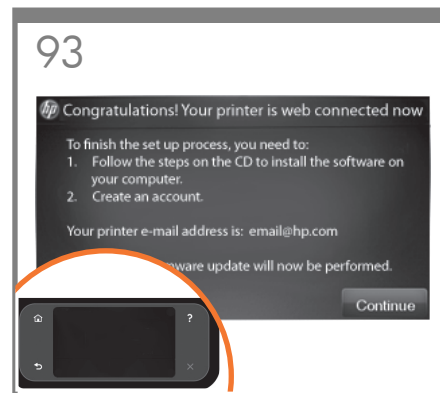 93
hp Congratulations! Your printer is web connected now
To finish the set up process, you need to:
1. Follow the steps on the CD to install the software on
your computer.
2. Create an account.
Your printer e-mail address is: email@hp.com
update will now be performed.
Continue
?